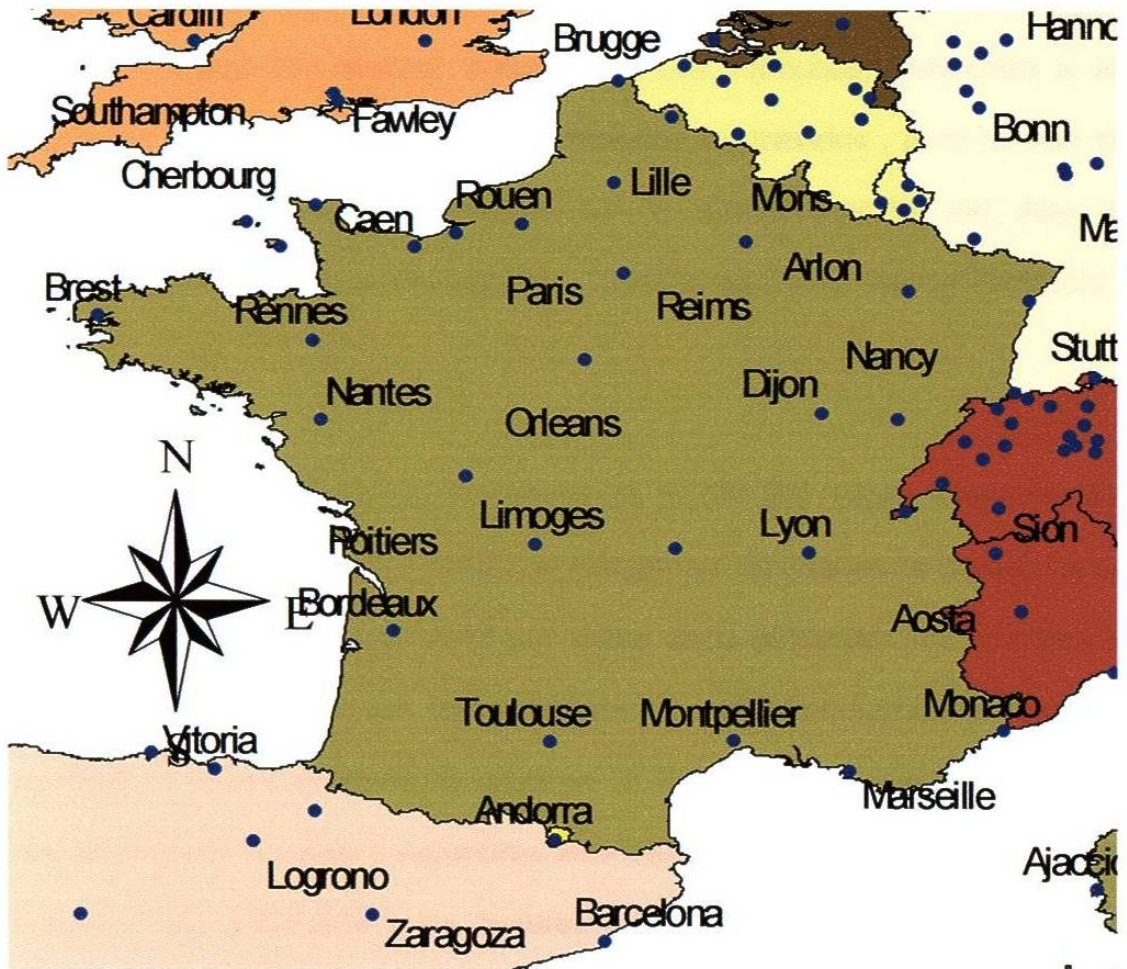 Cardiff
London
Brugge
Hanno
Southampton
Fawley
Bonn
Cherbourg
Rouen
Lille
Mons
Caen
Ma
Arlon
Brest
Paris
Reims
Rennes
Stutt
Nancy
Dijon
Nantes
Orleans
N
Limoges
Lyon
Sion
Poitiers
W
E
Bordeaux
Aosta
Toulouse
Montpellier
Monaco
Vitoria
S
Marseille
Andorra
Ajaccio
Logrono
Barcelona
Zaragoza